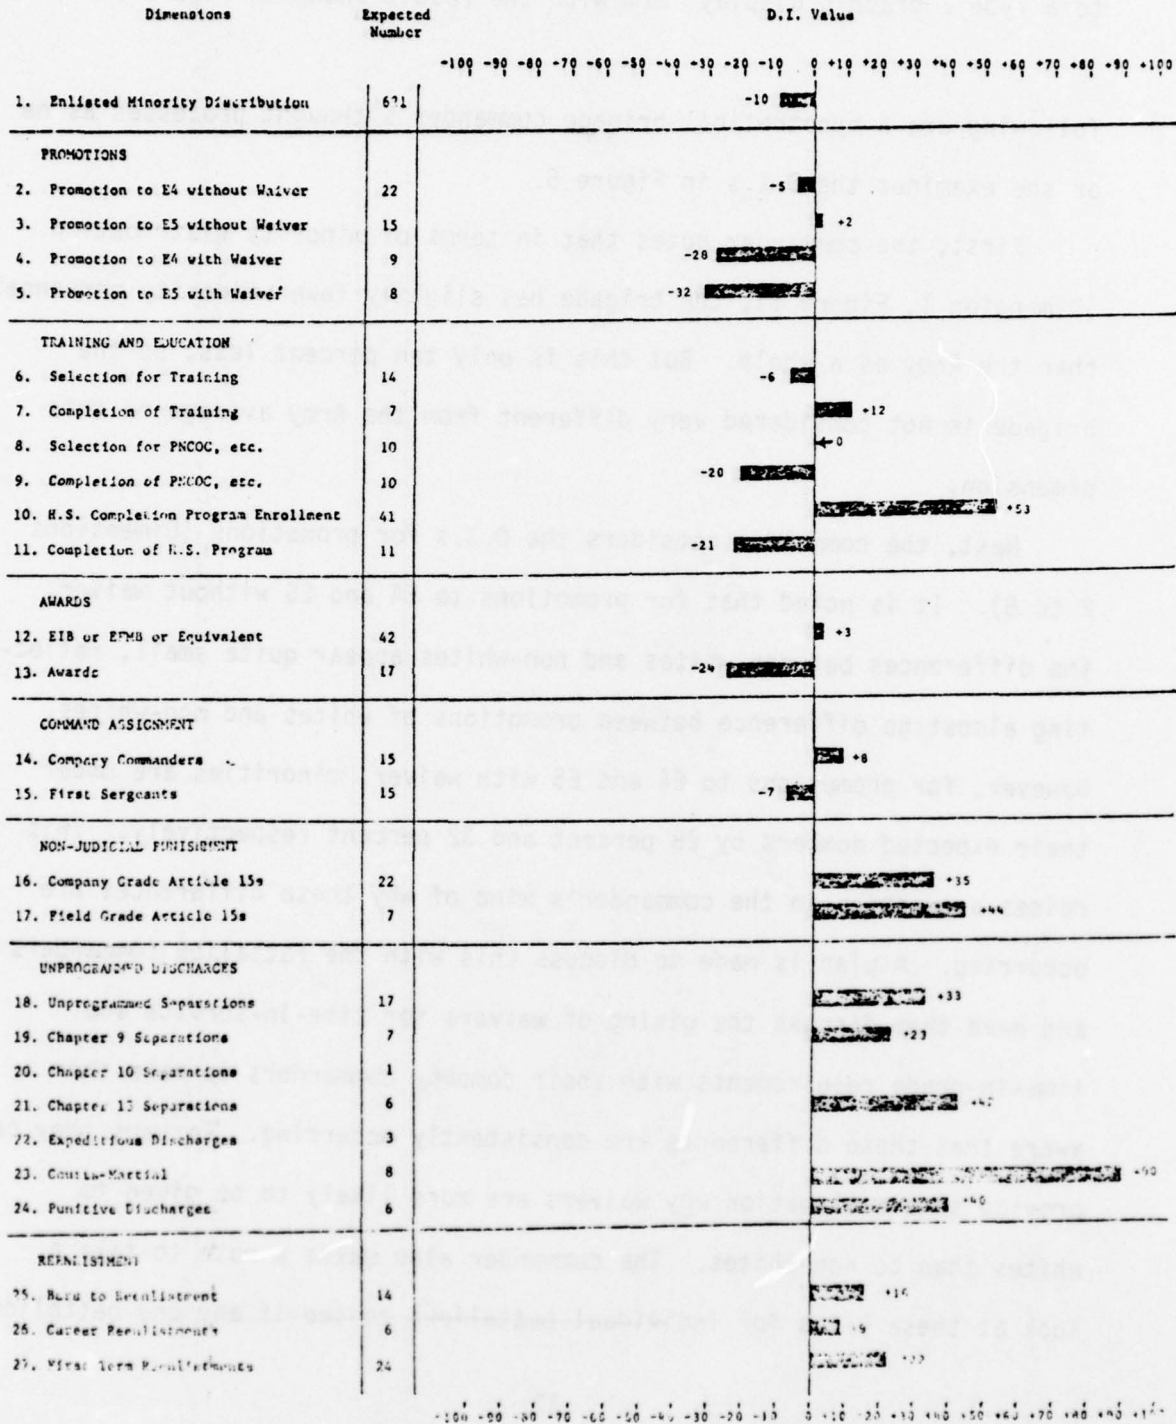 Dimensions Expected Number D.I. Value
-100 -90 -80 -70 -60 -50 -40 -30 -20 -10 0 +10 +20 +30 +40 +50 +60 +70 +80 +90 +100
1. Enlisted Minority Distribution -10
PROMOTIONS
2. Promotion to E4 without Waiver 22 -5
3. Promotion to E5 without Waiver 15 +2
4. Promotion to E4 with Waiver 9 -28
5. Promotion to E5 with Waiver 8 -32
TRAINING AND EDUCATION
6. Selection for Training 14 -6
7. Completion of Training 7 +12
8. Selection for PNCOC, etc. 10 0
9. Completion of PNCOC, etc. 10 -20
10. H.S. Completion Program Enrollment 41 +53
11. Completion of H.S. Program 11 -21
AWARDS
12. EIB or EFMB or Equivalent 42 +3
13. Awards 17 -24
COMMAND ASSIGNMENT
14. Company Commanders 15 +8
15. First Sergeants 15 -7
NON-JUDICIAL PUNISHMENT
16. Company Grade Article 15s 22 +35
17. Field Grade Article 15s 7 +44
UNPROGRAMMED DISCHARGES
18. Unprogrammed Separations 17 +33
19. Chapter 9 Separations 7 +23
20. Chapter 10 Separations 1
21. Chapter 13 Separations 6
22. Expeditious Discharges 3
23. Courts-Martial 8 +90
24. Punitive Discharges 6 +40
REENLISTMENT
25. Bars to Reenlistment 14 +16
26. Career Reenlistments 6 +9
27. First Term Reenlistments 24
-100 -90 -80 -70 -60 -50 -40 -30 -20 -10 0 +10 +20 +30 +40 +50 +60 +70 +80 +90